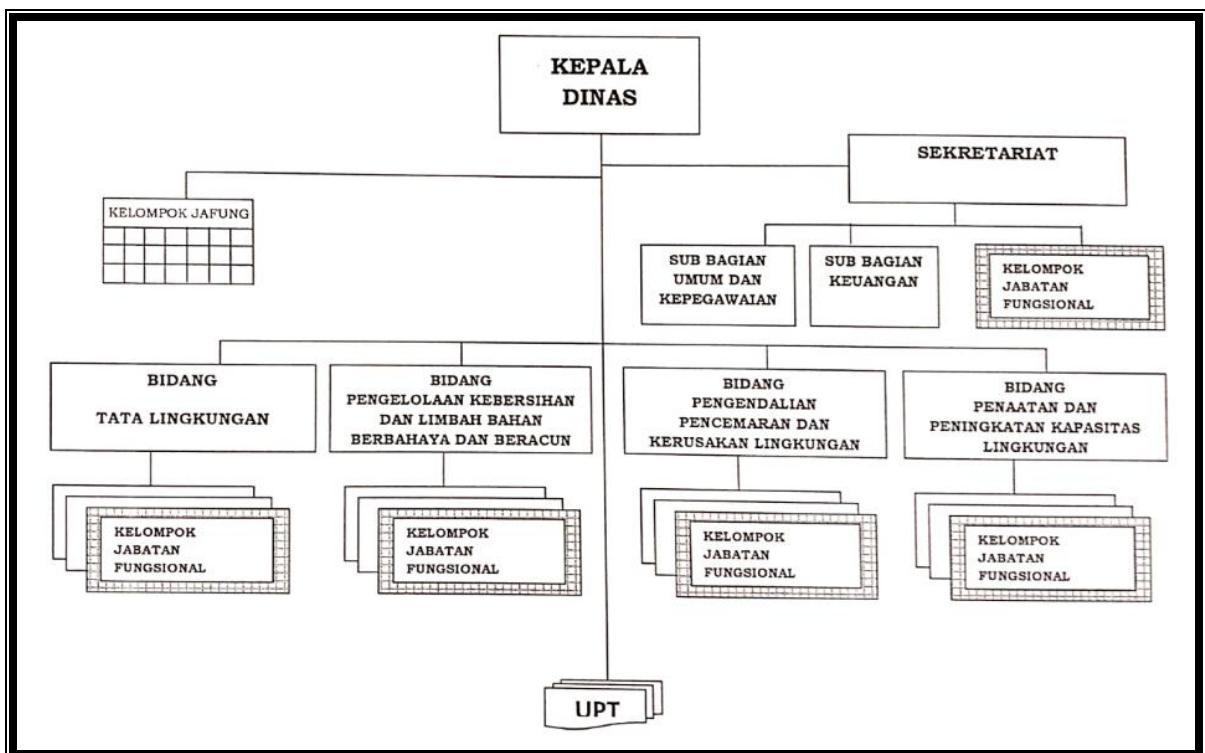 KEPALA
DINAS
SEKRETARIAT
KELOMPOK JAFUNG
SUB BAGIAN
UMUM DAN
KEPEGAWAIAN
SUB BAGIAN
KEUANGAN
KELOMPOK
JABATAN
FUNGSIONAL
BIDANG
TATA LINGKUNGAN
BIDANG
PENGELOLAAN KEBERSIHAN
DAN LIMBAH BAHAN
BERBAHAYA DAN BERACUN
BIDANG
PENGENDALIAN
PENCEMARAN DAN
KERUSAKAN LINGKUNGAN
BIDANG
PENAATAN DAN
PENINGKATAN KAPASITAS
LINGKUNGAN
KELOMPOK
JABATAN
FUNGSIONAL
KELOMPOK
JABATAN
FUNGSIONAL
KELOMPOK
JABATAN
FUNGSIONAL
KELOMPOK
JABATAN
FUNGSIONAL
UPT